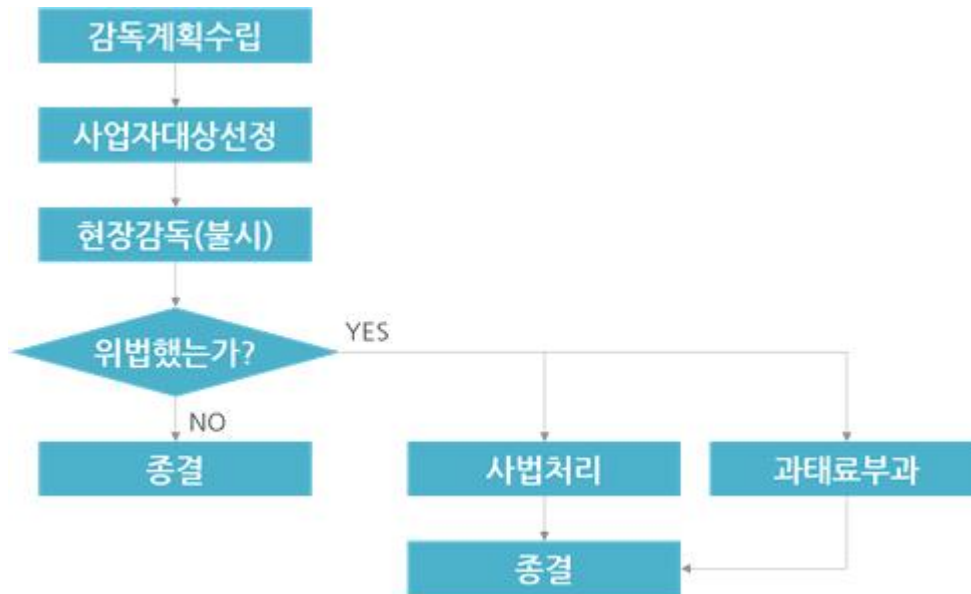 감독계획수립
사업자대상선정
현장감독(불시)
위법했는가?
YES
NO
종결
사법처리
과태료부과
종결